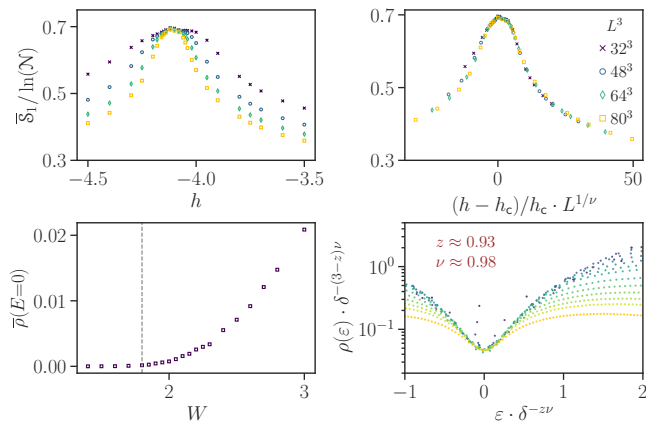 0.7
0.5
0.3
S̄₁/ln(𝒩)
−4.5
−4.0
−3.5
h
0.7
0.5
0.3
L³
32³
48³
64³
80³
0
50
(h − h_c)/h_c · L^{1/ν}
0.02
0.01
0.00
ρ̄(E=0)
2
3
W
z ≈ 0.93
ν ≈ 0.98
10⁰
10⁻¹
ρ(ε) · δ^{−(3−z)ν}
−1
0
1
2
ε · δ^{−zν}